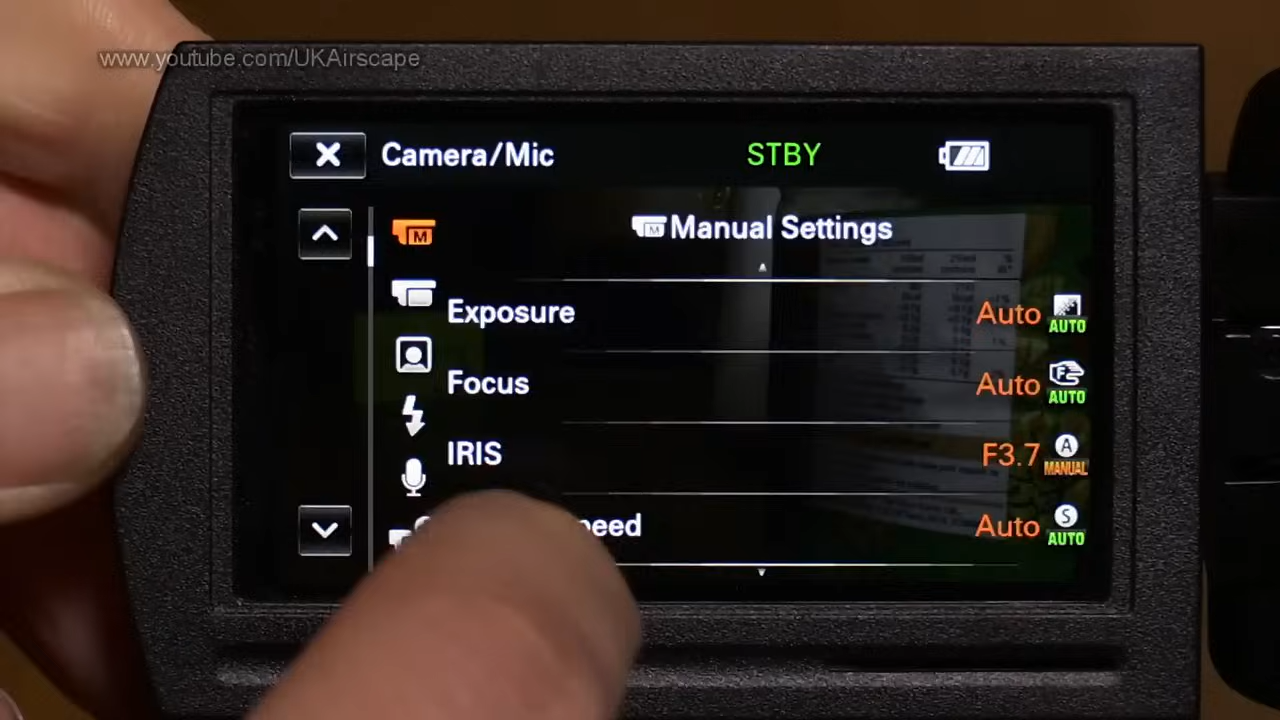 www.youtube.com/UKAirscape
Camera/Mic STBY
M
M Manual Settings
Exposure Auto AUTO
Focus Auto F AUTO
IRIS F3.7 A MANUAL
Auto S AUTO